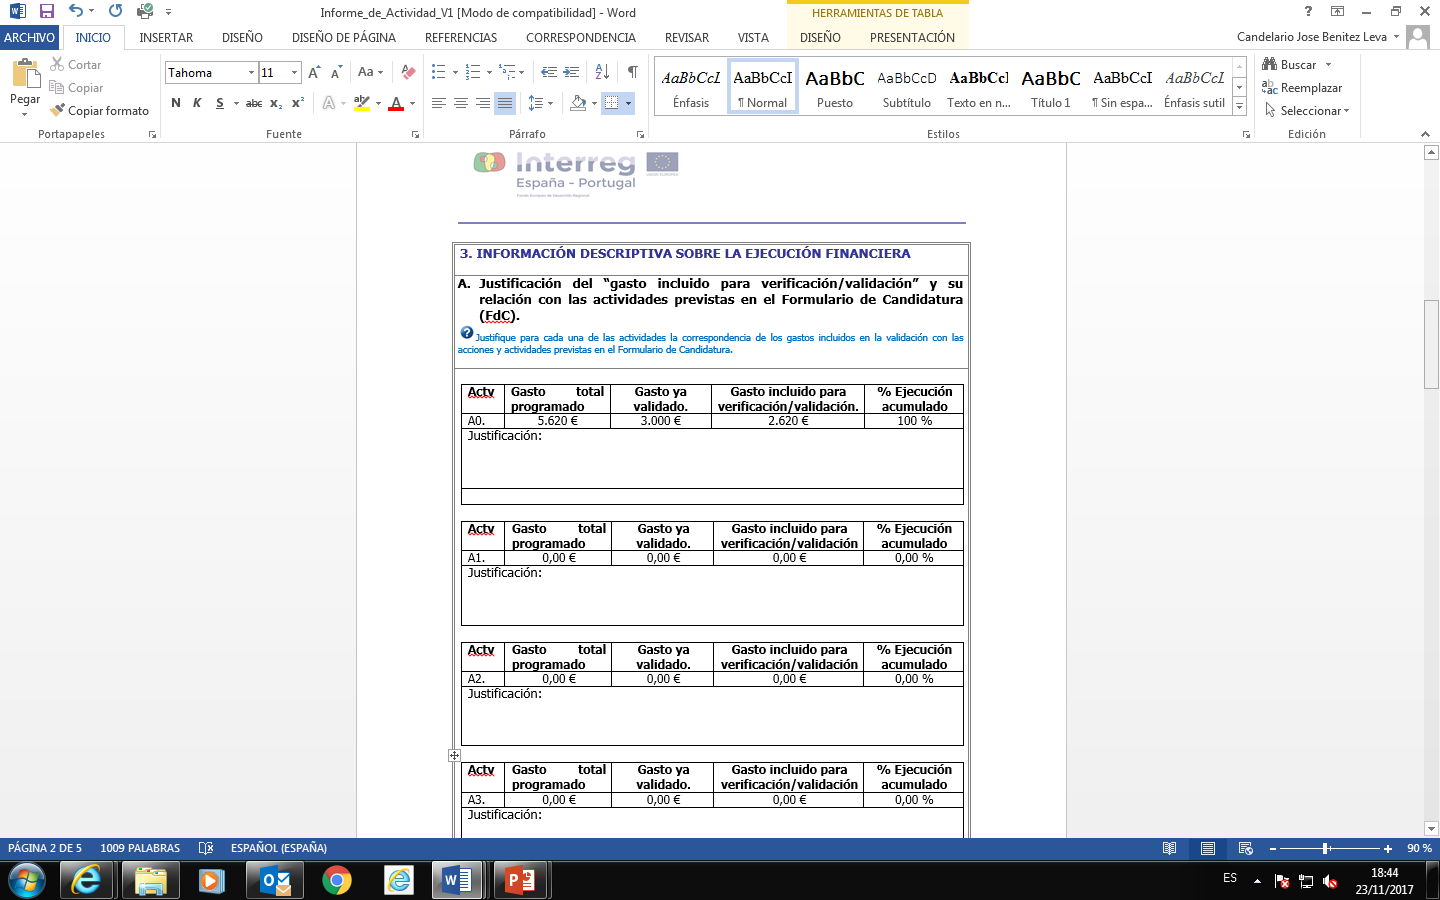 Informe_de_Actividad_V1 [Modo de compatibilidad] - Word
HERRAMIENTAS DE TABLA
ARCHIVO INICIO INSERTAR DISEÑO DISEÑO DE PÁGINA REFERENCIAS CORRESPONDENCIA REVISAR VISTA DISEÑO PRESENTACIÓN Candelario Jose Benitez Leva
Pegar
Cortar
Copiar
Copiar formato
Portapapeles
Tahoma 11
N K S abc x₂ x² A ab A
Fuente
Párrafo
AaBbCcI AaBbCcI AaBbC AaBbCcD AaBbCcI AaBbC AaBbCcI AaBbCcI
Énfasis ¶ Normal Puesto Subtítulo Texto en n... Título 1 ¶ Sin espa... Énfasis sutil
Estilos
Buscar
Reemplazar
Seleccionar
Edición
Interreg
España - Portugal
UNIÓN EUROPEA
Fondo Europeo de Desarrollo Regional
3. INFORMACIÓN DESCRIPTIVA SOBRE LA EJECUCIÓN FINANCIERA
A. Justificación del “gasto incluido para verificación/validación” y su
relación con las actividades previstas en el Formulario de Candidatura
(FdC).
Justifique para cada una de las actividades la correspondencia de los gastos incluidos en la validación con las
acciones y actividades previstas en el Formulario de Candidatura.
Actv Gasto total programado Gasto ya validado. Gasto incluido para verificación/validación. % Ejecución acumulado
A0. 5.620 € 3.000 € 2.620 € 100 %
Justificación:
Actv Gasto total programado Gasto ya validado. Gasto incluido para verificación/validación % Ejecución acumulado
A1. 0,00 € 0,00 € 0,00 € 0,00 %
Justificación:
Actv Gasto total programado Gasto ya validado. Gasto incluido para verificación/validación % Ejecución acumulado
A2. 0,00 € 0,00 € 0,00 € 0,00 %
Justificación:
Actv Gasto total programado Gasto ya validado. Gasto incluido para verificación/validación % Ejecución acumulado
A3. 0,00 € 0,00 € 0,00 € 0,00 %
Justificación:
PÁGINA 2 DE 5 1009 PALABRAS ESPAÑOL (ESPAÑA) 90 %
ES 18:44
23/11/2017